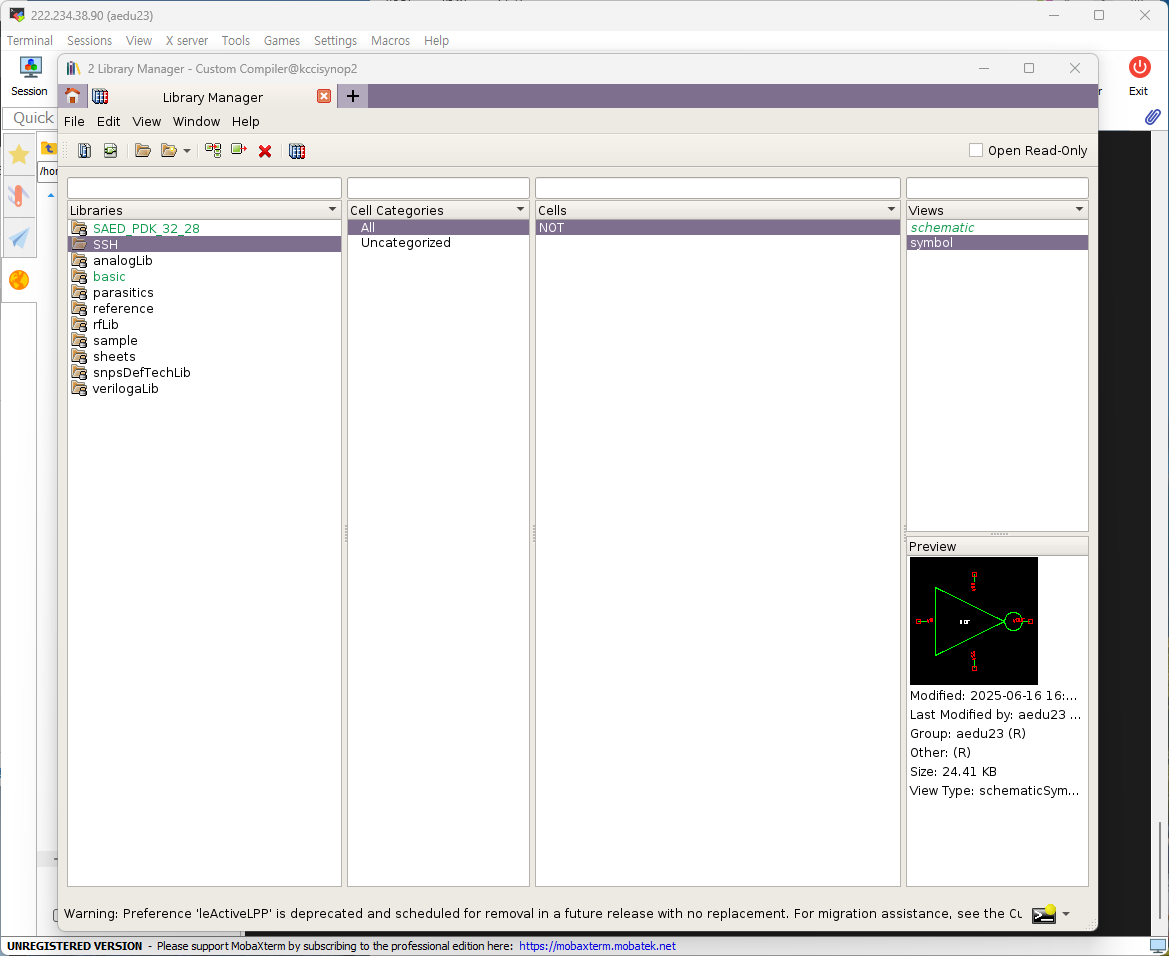 222.234.38.90 (aedu23)
Terminal Sessions View X server Tools Games Settings Macros Help
Session
Exit
Quick
/hor
2 Library Manager - Custom Compiler@kccisynop2
Library Manager
File Edit View Window Help
Open Read-Only
Libraries
SAED_PDK_32_28
SSH
analogLib
basic
parasitics
reference
rfLib
sample
sheets
snpsDefTechLib
verilogaLib
Cell Categories
All
Uncategorized
Cells
NOT
Views
schematic
symbol
Preview
Modified: 2025-06-16 16:...
Last Modified by: aedu23 ...
Group: aedu23 (R)
Other: (R)
Size: 24.41 KB
View Type: schematicSym...
Warning: Preference 'leActiveLPP' is deprecated and scheduled for removal in a future release with no replacement. For migration assistance, see the Cu
UNREGISTERED VERSION - Please support MobaXterm by subscribing to the professional edition here: https://mobaxterm.mobatek.net